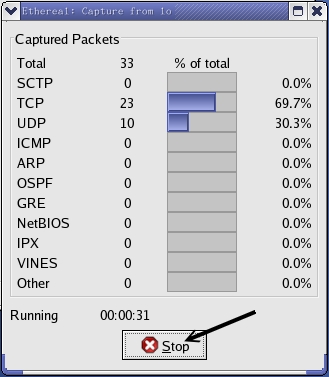 Ethereal: Capture from lo
Captured Packets
Total 33 % of total
SCTP 0 0.0%
TCP 23 69.7%
UDP 10 30.3%
ICMP 0 0.0%
ARP 0 0.0%
OSPF 0 0.0%
GRE 0 0.0%
NetBIOS 0 0.0%
IPX 0 0.0%
VINES 0 0.0%
Other 0 0.0%
Running 00:00:31
Stop